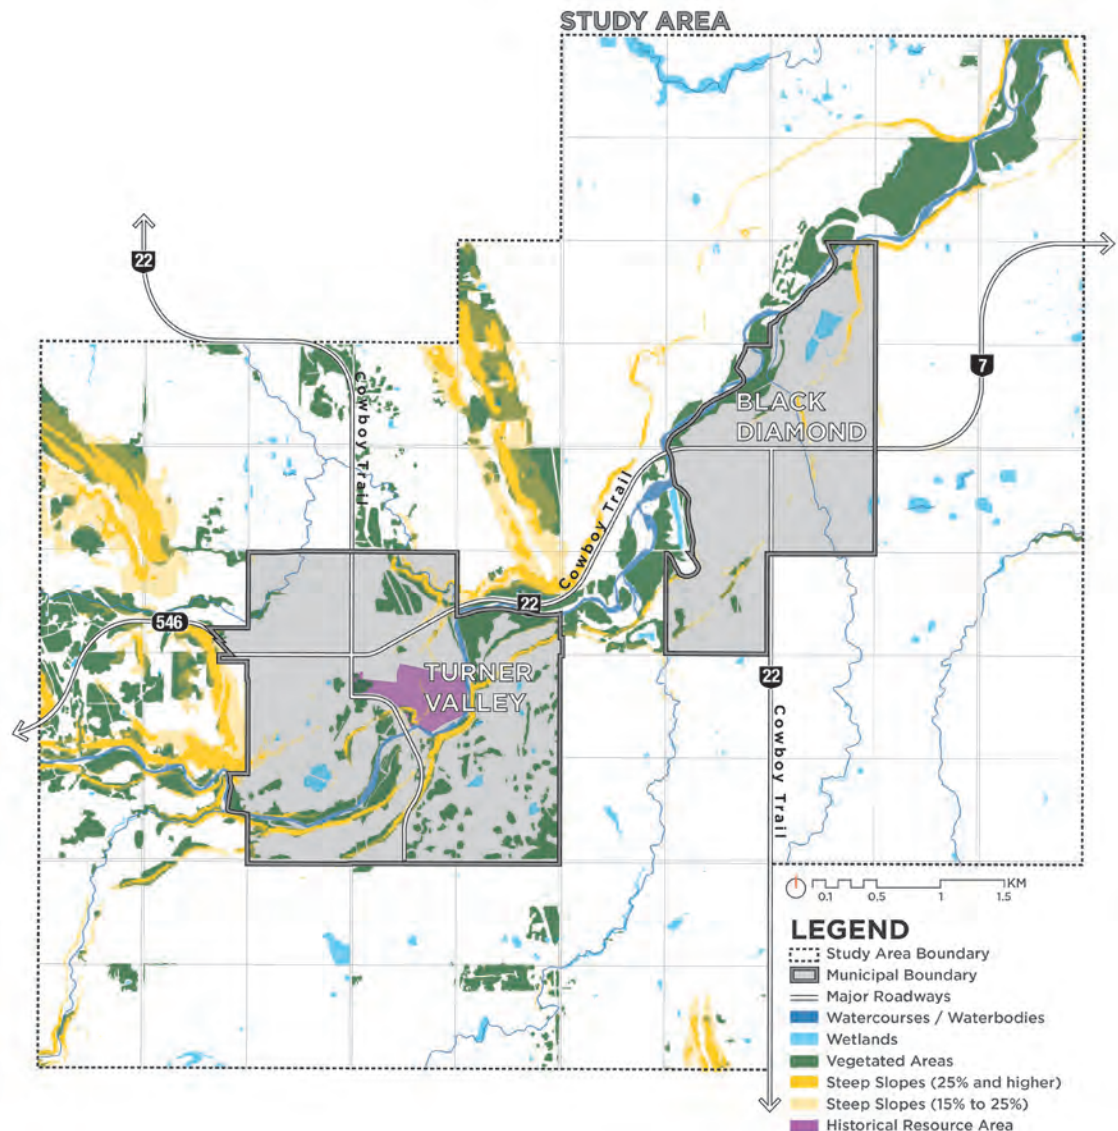 STUDY AREA
22
Cowboy Trail
7
BLACK
DIAMOND
Cowboy Trail
22
546
TURNER
VALLEY
22
Cowboy Trail
0.1 0.5 1 1.5 KM
LEGEND
Study Area Boundary
Municipal Boundary
Major Roadways
Watercourses / Waterbodies
Wetlands
Vegetated Areas
Steep Slopes (25% and higher)
Steep Slopes (15% to 25%)
Historical Resource Area